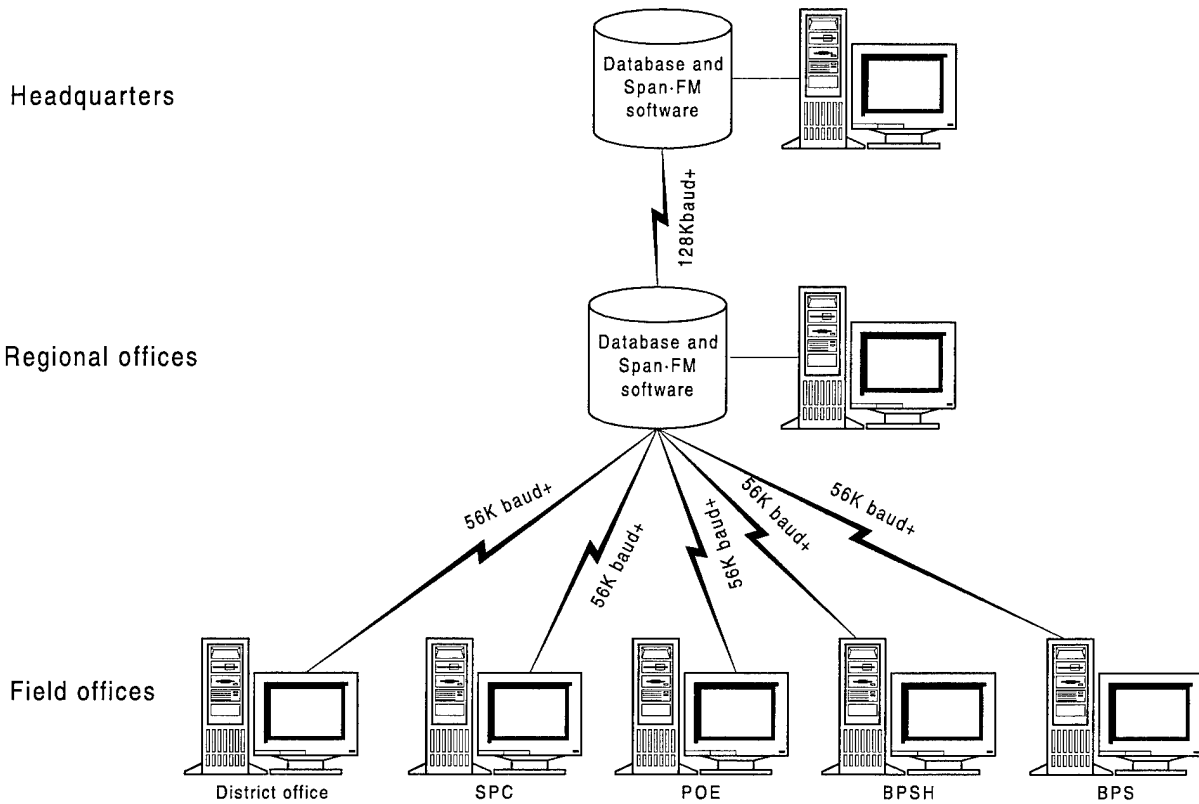 Headquarters
Database and
Span-FM
software
128Kbaud+
Regional offices
Database and
Span-FM
software
56K baud+
56K baud+
56K baud+
56K baud+
56K baud+
Field offices
District office
SPC
POE
BPSH
BPS